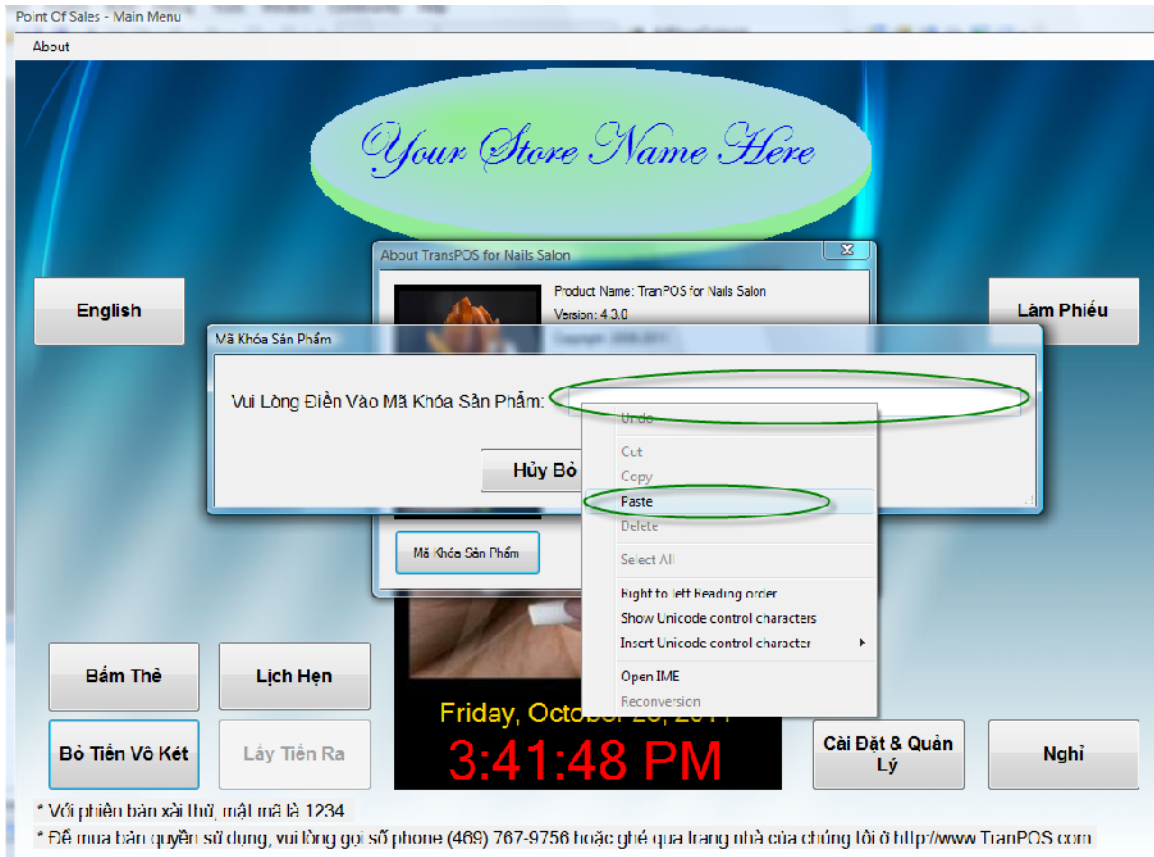 Point Of Sales - Main Menu
About
Your Store Name Here
About TransPOS for Nails Salon
Product Name: TranPOS for Nails Salon
Version: 4.3.0
English
Làm Phiếu
Mã Khóa Sản Phẩm
Vui Lòng Điền Vào Mã Khóa Sản Phẩm:
Hủy Bỏ
Undo
Cut
Copy
Paste
Delete
Select All
Right to left Reading order
Show Unicode control characters
Insert Unicode control character
Open IME
Reconversion
Mã Khóa Sản Phẩm
Bấm Thẻ
Lịch Hẹn
Friday,
3:41:48 PM
Bỏ Tiền Vô Két
Lấy Tiền Ra
Cài Đặt & Quản
Lý
Nghỉ
* Với phiên bản xài thử, mật mã là 1234
* Để mua bản quyền sử dụng, vui lòng gọi số phone (469) 767-9756 hoặc ghé qua trang nhà của chúng tôi ở http://www.TranPOS.com